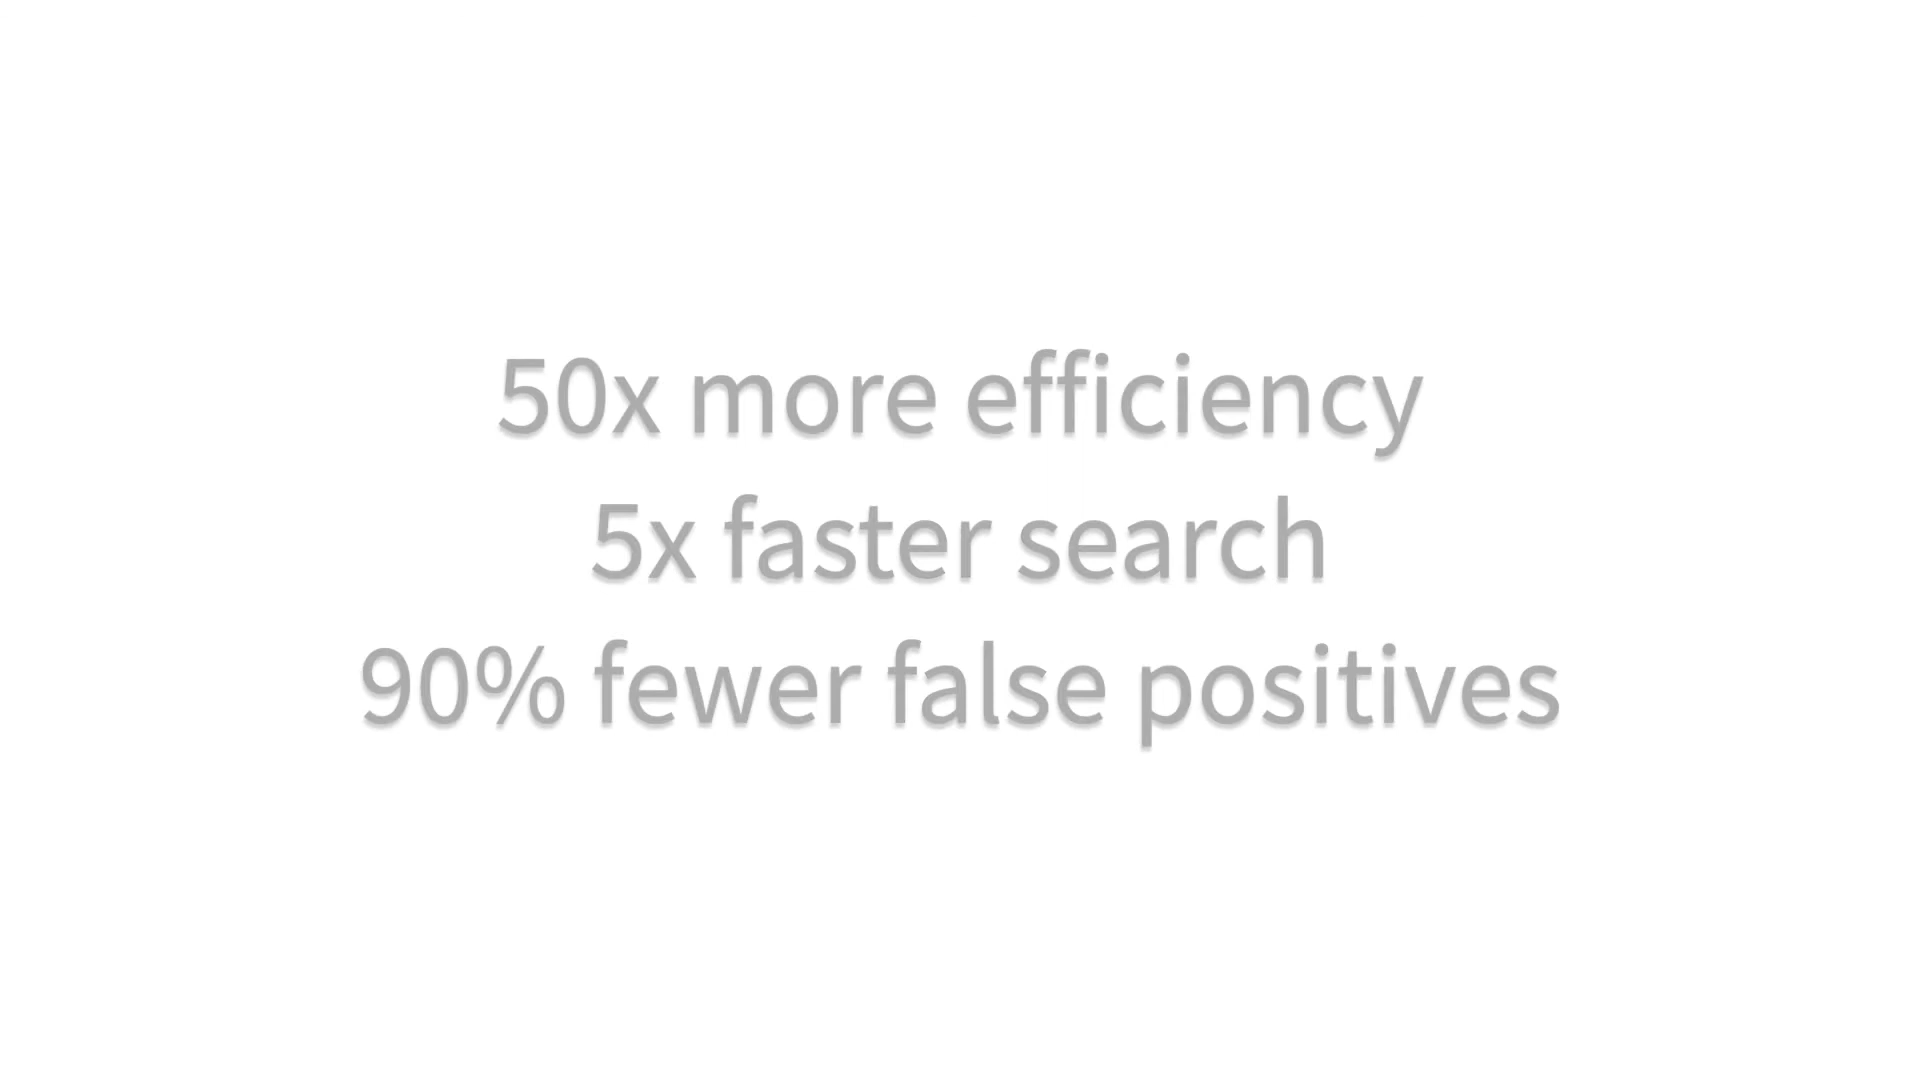 50x more efficiency
5x faster search
90% fewer false positives